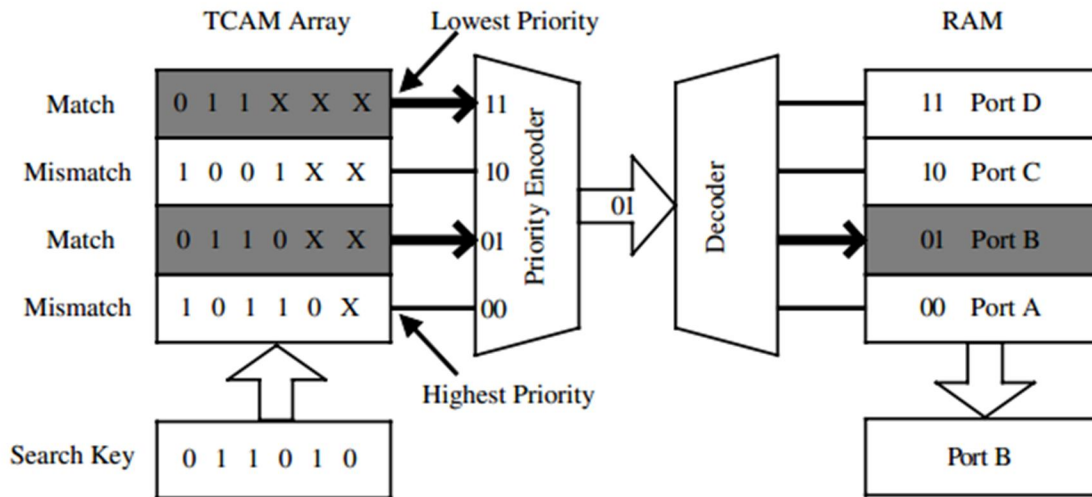 TCAM Array
Lowest Priority
RAM
Match
0 1 1 X X X
11
11 Port D
Mismatch
1 0 0 1 X X
10
10 Port C
Priority Encoder
01
Decoder
Match
0 1 1 0 X X
01
01 Port B
Mismatch
1 0 1 1 0 X
00
00 Port A
Highest Priority
Search Key
0 1 1 0 1 0
Port B